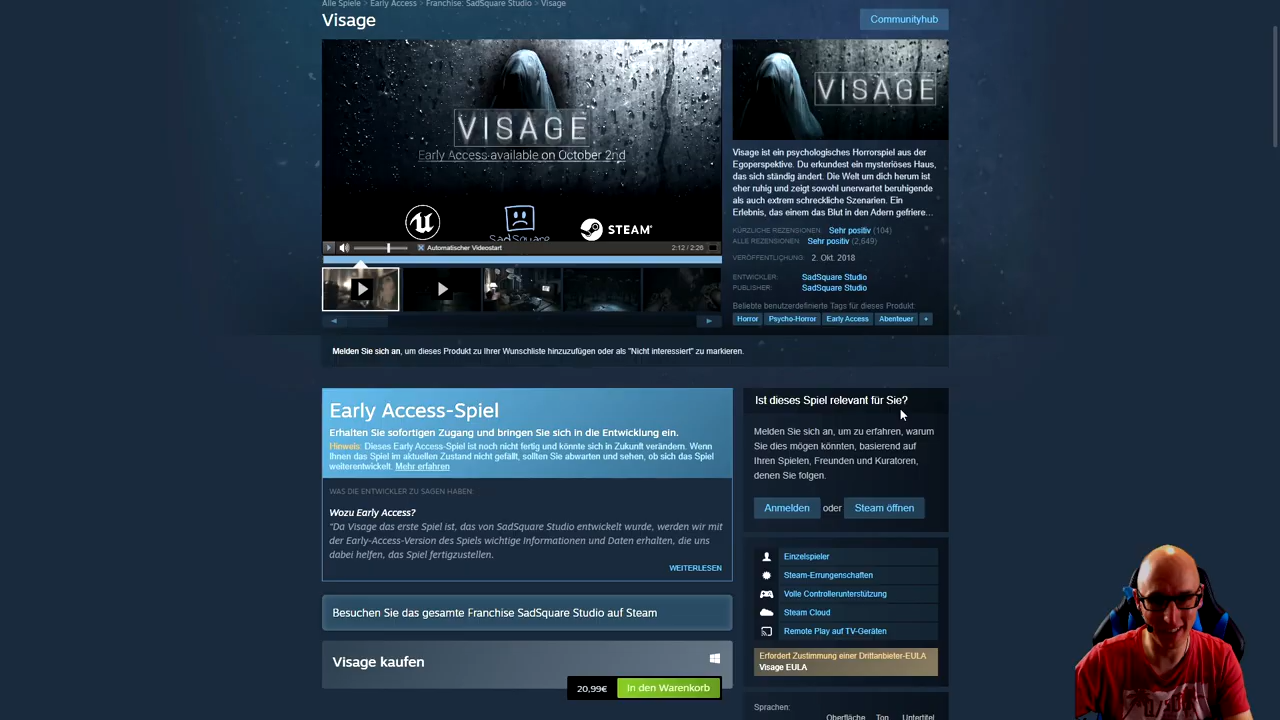 Alle Spiele > Early Access > Franchise: SadSquare Studio > Visage
Visage
Communityhub
VISAGE
Early Access available on October 2nd
SadSquare
STEAM
Automatischer Videostart
2:12 / 2:26
VISAGE
Visage ist ein psychologisches Horrorspiel aus der
Egoperspektive. Du erkundest ein mysteriöses Haus,
das sich ständig ändert. Die Welt um dich herum ist
eher ruhig und zeigt sowohl unerwartet beruhigende
als auch extrem schreckliche Szenarien. Ein
Erlebnis, das einem das Blut in den Adern gefriere...
KÜRZLICHE REZENSIONEN: Sehr positiv (104)
ALLE REZENSIONEN: Sehr positiv (2,649)
VERÖFFENTLICHUNG: 2. Okt. 2018
ENTWICKLER: SadSquare Studio
PUBLISHER: SadSquare Studio
Beliebte benutzerdefinierte Tags für dieses Produkt:
Horror Psycho-Horror Early Access Abenteuer +
Melden Sie sich an, um dieses Produkt zu Ihrer Wunschliste hinzuzufügen oder als "Nicht interessiert" zu markieren.
Early Access-Spiel
Erhalten Sie sofortigen Zugang und bringen Sie sich in die Entwicklung ein.
Hinweis: Dieses Early Access-Spiel ist noch nicht fertig und könnte sich in Zukunft verändern. Wenn
Ihnen das Spiel im aktuellen Zustand nicht gefällt, sollten Sie abwarten und sehen, ob sich das Spiel
weiterentwickelt. Mehr erfahren
WAS DIE ENTWICKLER ZU SAGEN HABEN:
Wozu Early Access?
"Da Visage das erste Spiel ist, das von SadSquare Studio entwickelt wurde, werden wir mit
der Early-Access-Version des Spiels wichtige Informationen und Daten erhalten, die uns
dabei helfen, das Spiel fertigzustellen.
WEITERLESEN
Besuchen Sie das gesamte Franchise SadSquare Studio auf Steam
Visage kaufen
20,99€
In den Warenkorb
Ist dieses Spiel relevant für Sie?
Melden Sie sich an, um zu erfahren, warum
Sie dies mögen könnten, basierend auf
Ihren Spielen, Freunden und Kuratoren,
denen Sie folgen.
Anmelden oder Steam öffnen
Einzelspieler
Steam-Errungenschaften
Volle Controllerunterstützung
Steam Cloud
Remote Play auf TV-Geräten
Erfordert Zustimmung einer Drittanbieter-EULA
Visage EULA
Sprachen:
Oberfläche Ton Untertitel